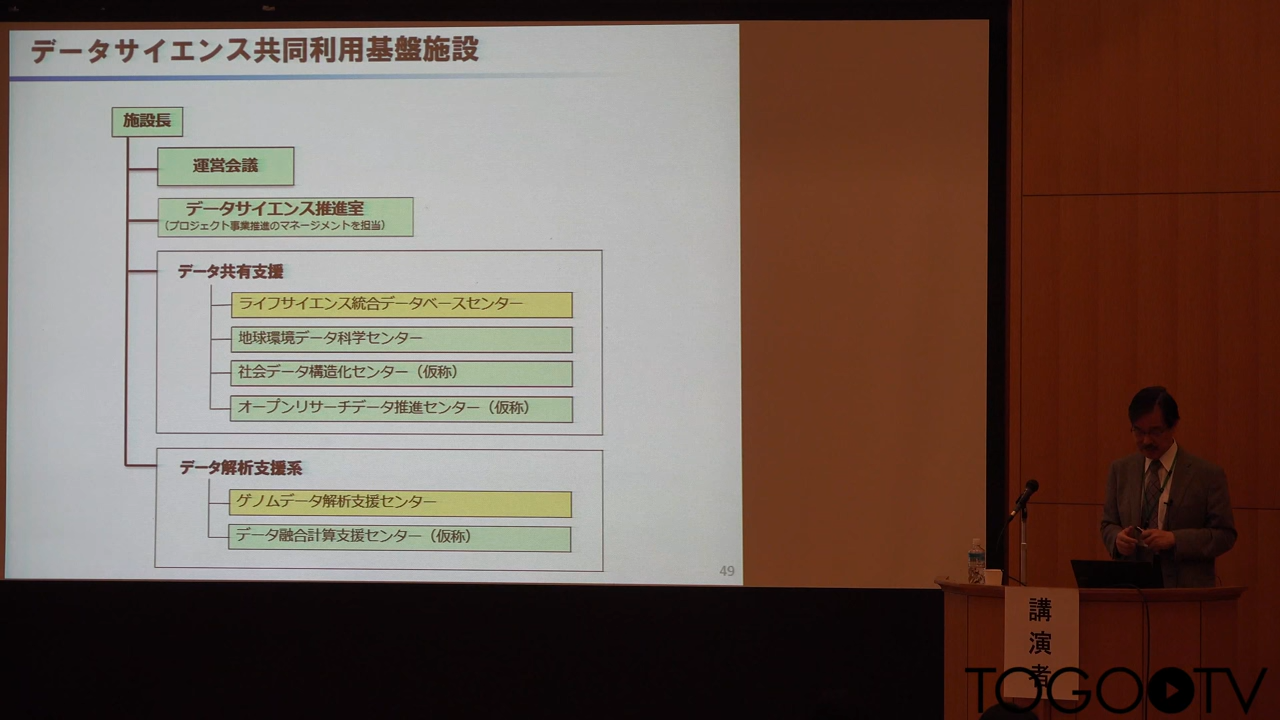 データサイエンス共同利用基盤施設
施設長
運営会議
データサイエンス推進室
(プロジェクト事業推進のマネージメントを担当)
データ共有支援
ライフサイエンス統合データベースセンター
地球環境データ科学センター
社会データ構造化センター（仮称）
オープンリサーチデータ推進センター（仮称）
データ解析支援系
ゲノムデータ解析支援センター
データ融合計算支援センター（仮称）
49
講演者
TOGOTV